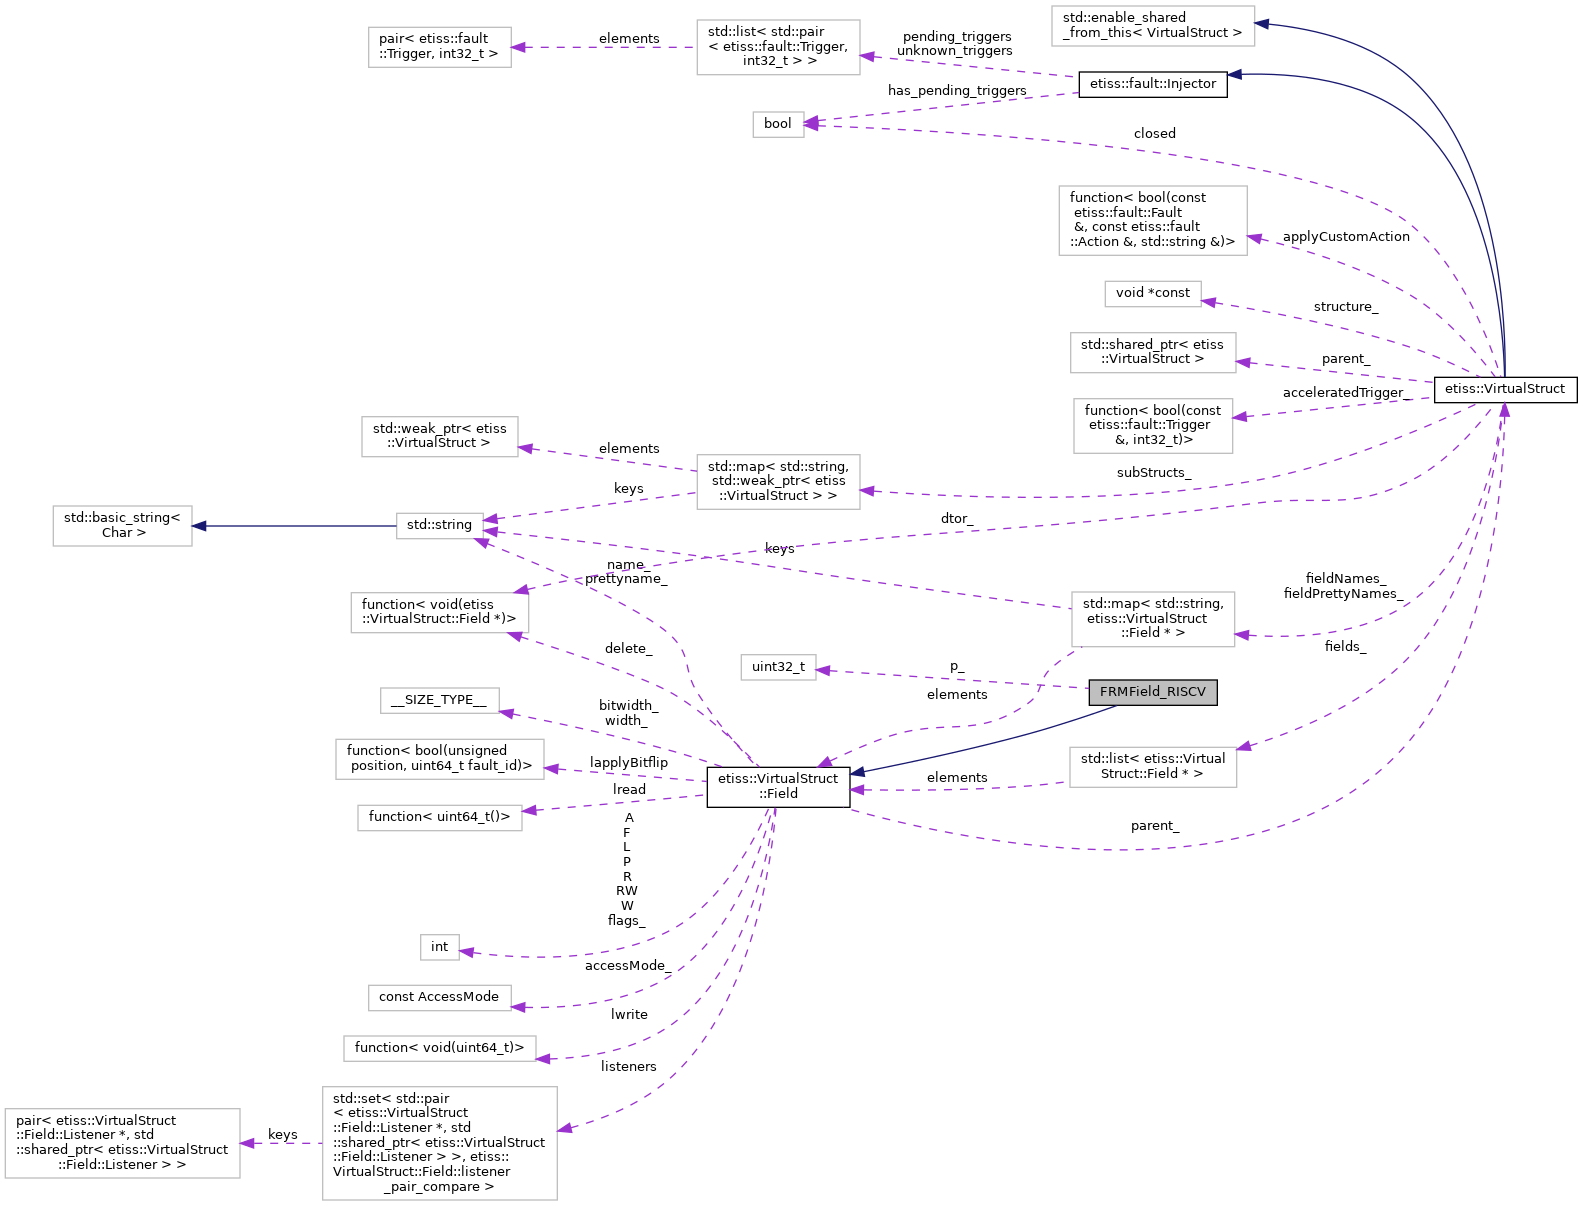 std::enable_shared
_from_this< VirtualStruct >
pair< etiss::fault
::Trigger, int32_t >
elements
std::list< std::pair
< etiss::fault::Trigger,
int32_t > >
pending_triggers
unknown_triggers
etiss::fault::Injector
has_pending_triggers
bool
closed
function< bool(const
etiss::fault::Fault
&, const etiss::fault
::Action &, std::string &)>
applyCustomAction
void *const
structure_
std::shared_ptr< etiss
::VirtualStruct >
parent_
etiss::VirtualStruct
function< bool(const
etiss::fault::Trigger
&, int32_t)>
acceleratedTrigger_
std::weak_ptr< etiss
::VirtualStruct >
elements
std::map< std::string,
std::weak_ptr< etiss
::VirtualStruct > >
subStructs_
keys
std::basic_string<
Char >
std::string
dtor_
keys
name_
prettyname_
function< void(etiss
::VirtualStruct::Field *)>
fieldNames_
fieldPrettyNames_
std::map< std::string,
etiss::VirtualStruct
::Field * >
delete_
fields_
uint32_t
p_
FRMField_RISCV
elements
__SIZE_TYPE__
bitwidth_
width_
function< bool(unsigned
position, uint64_t fault_id)>
lapplyBitflip
etiss::VirtualStruct
::Field
elements
std::list< etiss::Virtual
Struct::Field * >
lread
function< uint64_t()>
parent_
A
F
L
P
R
RW
W
flags_
int
accessMode_
const AccessMode
lwrite
function< void(uint64_t)>
listeners
std::set< std::pair
< etiss::VirtualStruct
::Field::Listener *, std
::shared_ptr< etiss::VirtualStruct
::Field::Listener > >, etiss::
VirtualStruct::Field::listener
_pair_compare >
keys
pair< etiss::VirtualStruct
::Field::Listener *, std
::shared_ptr< etiss::VirtualStruct
::Field::Listener > >